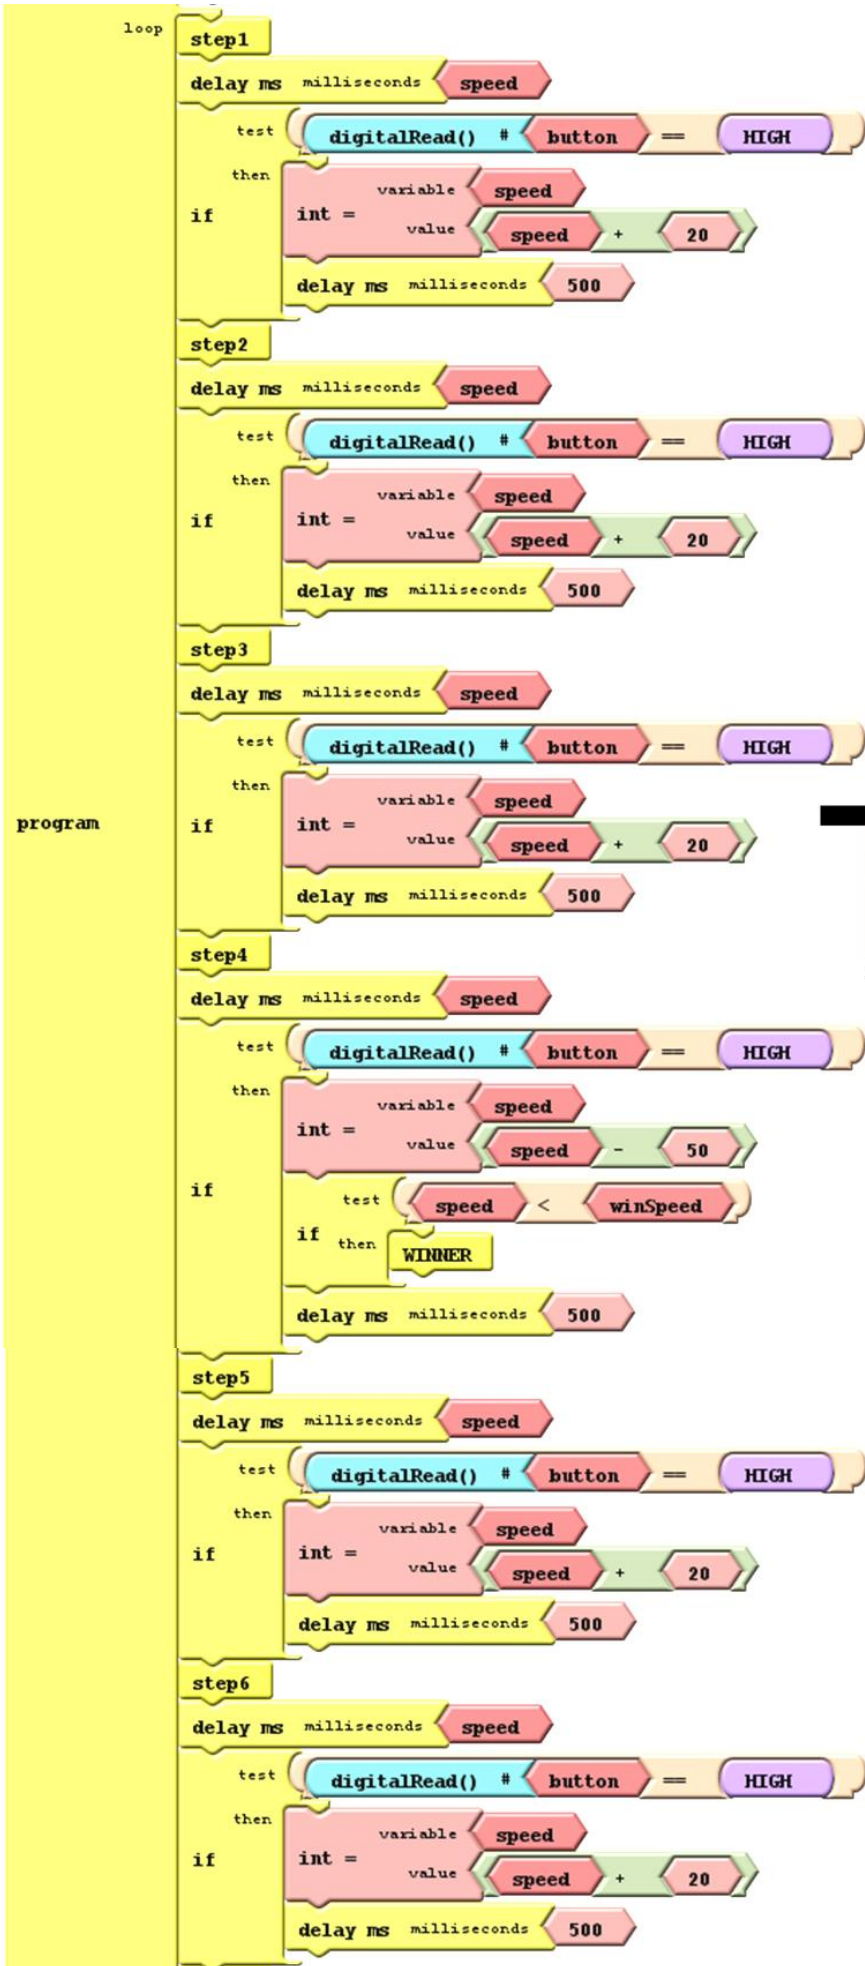 loop
step1
delay ms milliseconds speed
test digitalRead() # button == HIGH
then
variable speed
if int =
value speed + 20
delay ms milliseconds 500
step2
delay ms milliseconds speed
test digitalRead() # button == HIGH
then
variable speed
if int =
value speed + 20
delay ms milliseconds 500
step3
delay ms milliseconds speed
test digitalRead() # button == HIGH
then
variable speed
program if int =
value speed + 20
delay ms milliseconds 500
step4
delay ms milliseconds speed
test digitalRead() # button == HIGH
then
variable speed
int =
value speed - 50
if
test speed < winSpeed
if then
WINNER
delay ms milliseconds 500
step5
delay ms milliseconds speed
test digitalRead() # button == HIGH
then
variable speed
if int =
value speed + 20
delay ms milliseconds 500
step6
delay ms milliseconds speed
test digitalRead() # button == HIGH
then
variable speed
if int =
value speed + 20
delay ms milliseconds 500